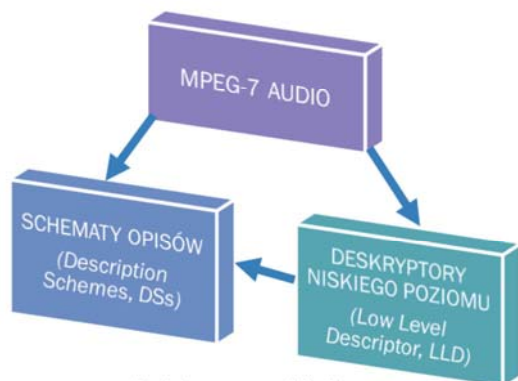 MPEG-7 AUDIO
SCHEMATY OPISÓW
(Description
Schemes, DSs)
DESKRYPTORY
NISKIEGO POZIOMU
(Low Level
Descriptor, LLD)